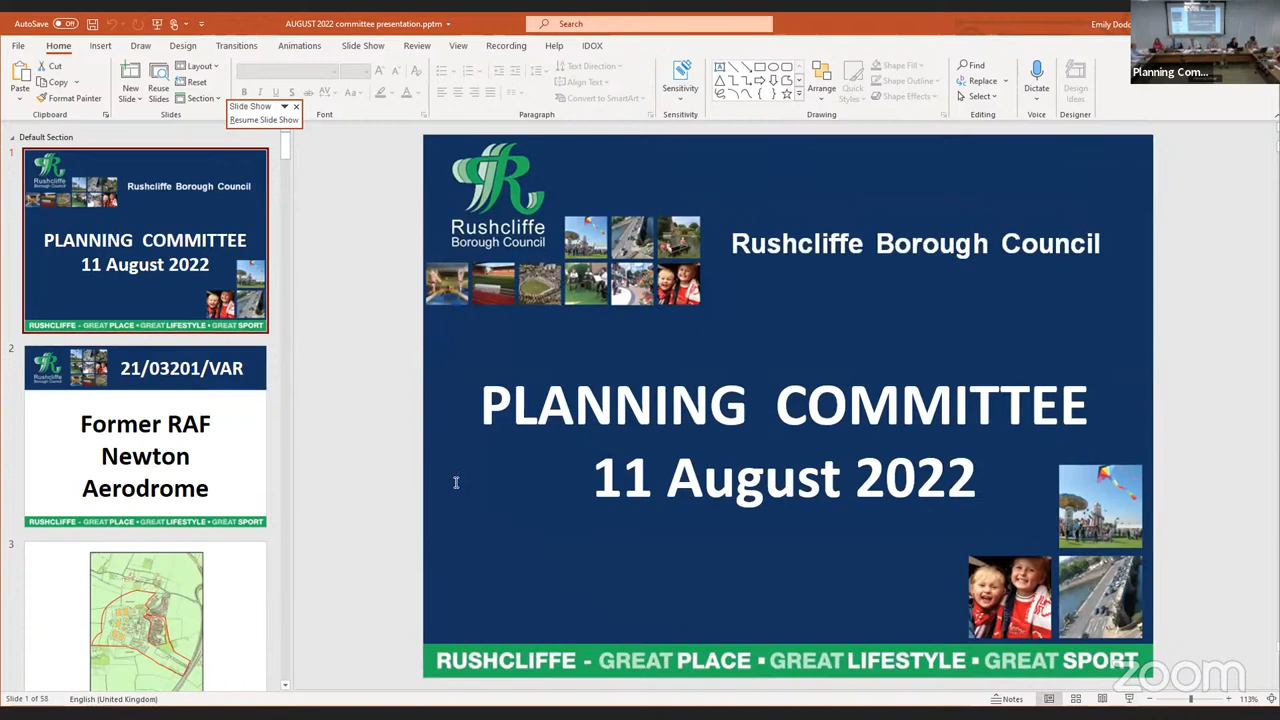 AutoSave Off
AUGUST 2022 committee presentation.pptm
Search
File Home Insert Draw Design Transitions Animations Slide Show Review View Recording Help IDOX
Planning Com...
Paste
Cut
Copy
Format Painter
Clipboard
New Slide
Reuse Slides
Layout
Reset
Section
Slides
Slide Show
Resume Slide Show
Font
Text Direction
Align Text
Convert to SmartArt
Paragraph
Arrange
Quick Styles
Shape Fill
Shape Outline
Shape Effects
Drawing
Find
Replace
Select
Editing
Sensitivity
Sensitivity
Dictate
Voice
Design Ideas
Designer
Default Section
1
Rushcliffe
Borough Council
Rushcliffe Borough Council
PLANNING COMMITTEE
11 August 2022
RUSHCLIFFE - GREAT PLACE • GREAT LIFESTYLE • GREAT SPORT
2
21/03201/VAR
Former RAF
Newton
Aerodrome
RUSHCLIFFE - GREAT PLACE • GREAT LIFESTYLE • GREAT SPORT
3
Rushcliffe
Borough Council
Rushcliffe Borough Council
PLANNING COMMITTEE
11 August 2022
RUSHCLIFFE - GREAT PLACE • GREAT LIFESTYLE • GREAT SPORT
zoom
Slide 1 of 58
English (United Kingdom)
Notes
113%